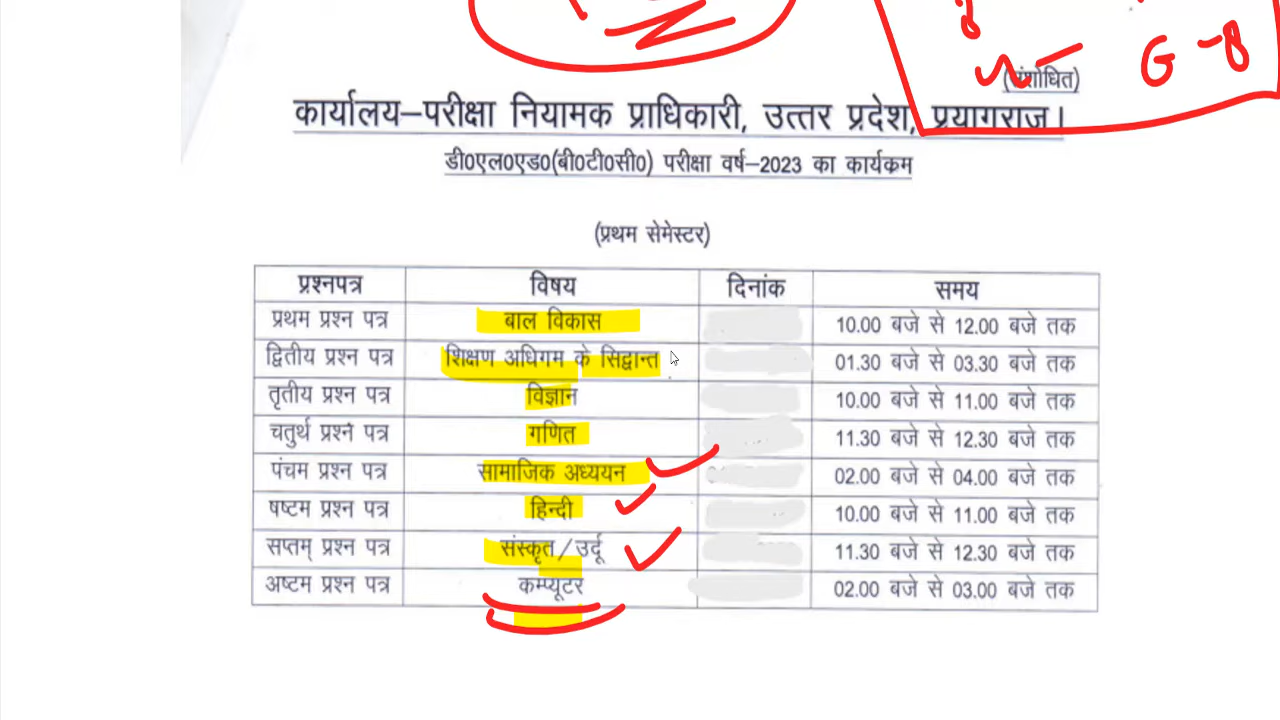 G-B
(संशोधित)
कार्यालय–परीक्षा नियामक प्राधिकारी, उत्तर प्रदेश, प्रयागराज।
डी0एल0एड0(बी0टी0सी0) परीक्षा वर्ष–2023 का कार्यकम
(प्रथम सेमेस्टर)
प्रश्नपत्र विषय दिनांक समय
प्रथम प्रश्न पत्र बाल विकास 10.00 बजे से 12.00 बजे तक
द्वितीय प्रश्न पत्र शिक्षण अधिगम के सिद्वान्त 01.30 बजे से 03.30 बजे तक
तृतीय प्रश्न पत्र विज्ञान 10.00 बजे से 11.00 बजे तक
चतुर्थ प्रश्न पत्र गणित 11.30 बजे से 12.30 बजे तक
पंचम प्रश्न पत्र सामाजिक अध्ययन 02.00 बजे से 04.00 बजे तक
षष्टम प्रश्न पत्र हिन्दी 10.00 बजे से 11.00 बजे तक
सप्तम् प्रश्न पत्र संस्कृत/उर्दू 11.30 बजे से 12.30 बजे तक
अष्टम प्रश्न पत्र कम्प्यूटर 02.00 बजे से 03.00 बजे तक